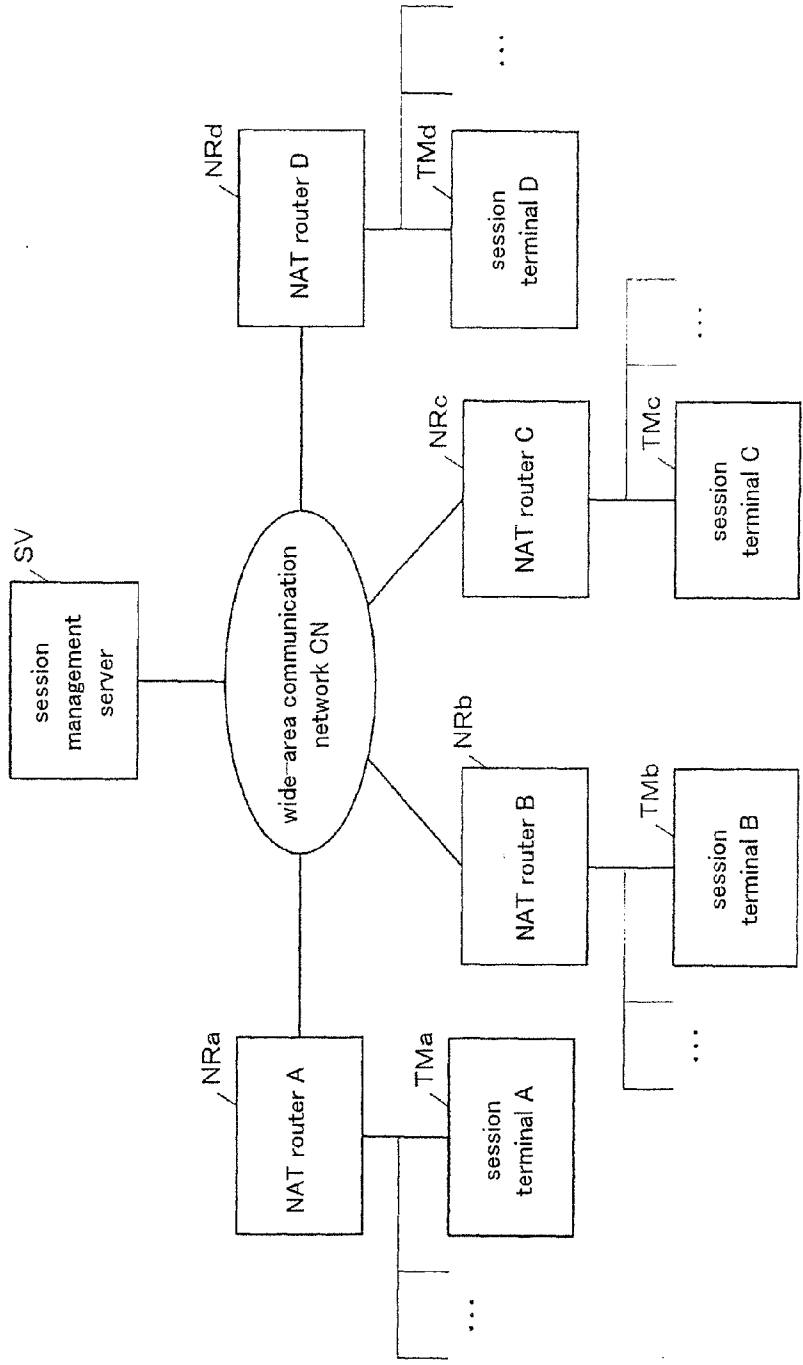 SV
session
management
server
wide-area communication
network CN
NRa
NAT router A
TMa
session
terminal A
...
NRb
NAT router B
TMb
session
terminal B
...
NRc
NAT router C
TMc
session
terminal C
...
NRd
NAT router D
TMd
session
terminal D
...